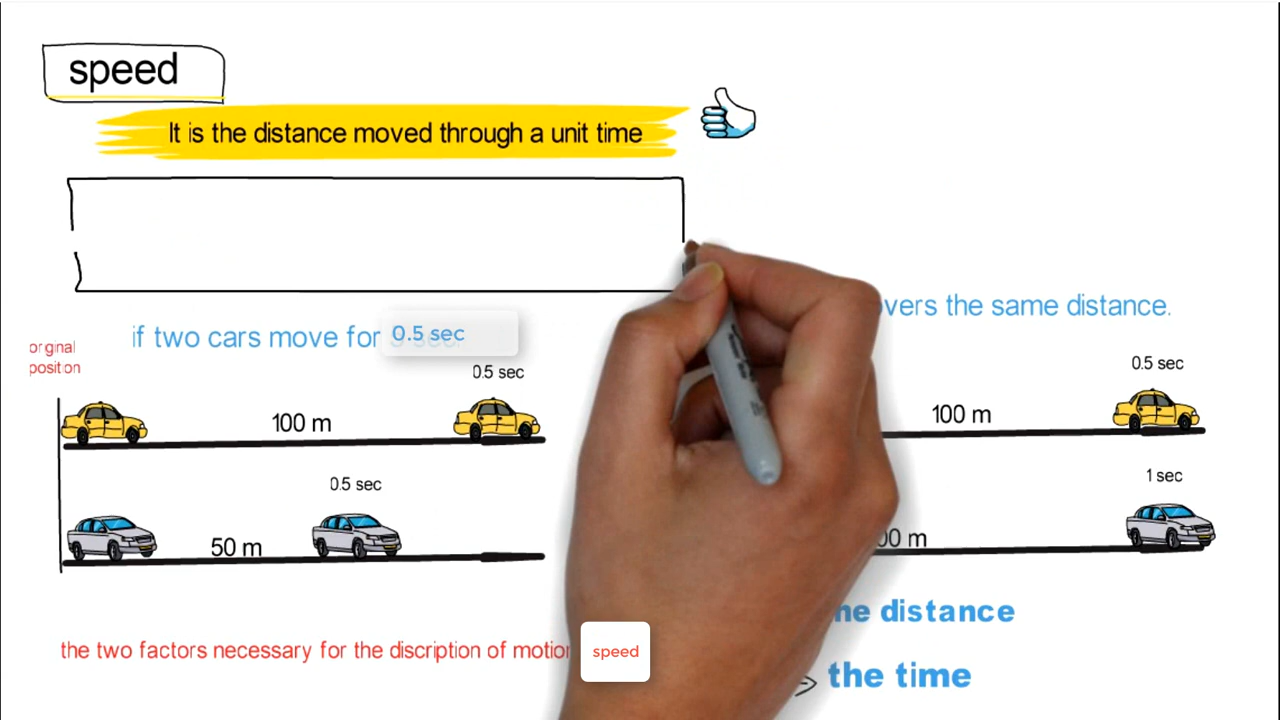 speed
It is the distance moved through a unit time
overs the same distance.
if two cars move for 0.5 sec
orginal
position
0.5 sec
0.5 sec
100 m
100 m
0.5 sec
1 sec
50 m
m
distance
the two factors necessary for the discription of motion speed
the time